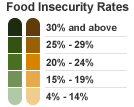 Food Insecurity Rates
30% and above
25% - 29%
20% - 24%
15% - 19%
4% - 14%